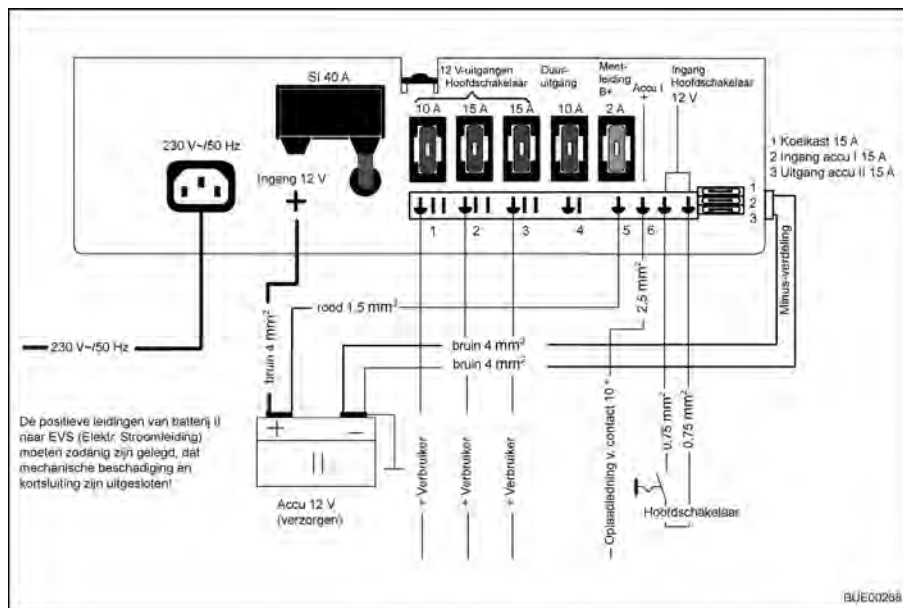 SI 40 A
12 V-uitgangen
Hoofdschakelaar
Duur-
uitgang
Meet-
leiding
B+
Accu I
+
Ingang
Hoofdschakelaar
12 V
10 A
15 A
15 A
10 A
2 A
230 V~/50 Hz
Ingang 12 V
+
1 Koelkast 15 A
2 Ingang accu I 15 A
3 Uitgang accu II 15 A
1
2
3
1
2
3
4
5
6
Minus-verdeling
rood 1.5 mm²
2,5 mm²
bruin 4 mm²
230 V~/50 Hz
bruin 4 mm²
bruin 4 mm²
0,75 mm²
0,75 mm²
De positieve leidingen van batterij II
naar EVS (Elektr. Stroomleiding)
moeten zodanig zijn gelegd, dat
mechanische beschadiging en
kortsluiting zijn uitgesloten!
+
–
Accu 12 V
(verzorgen)
+ Verbruiker
+ Verbruiker
+ Verbruiker
Oplaadleidning v. contact 10 *
Hoofdschakelaar
BUE00268